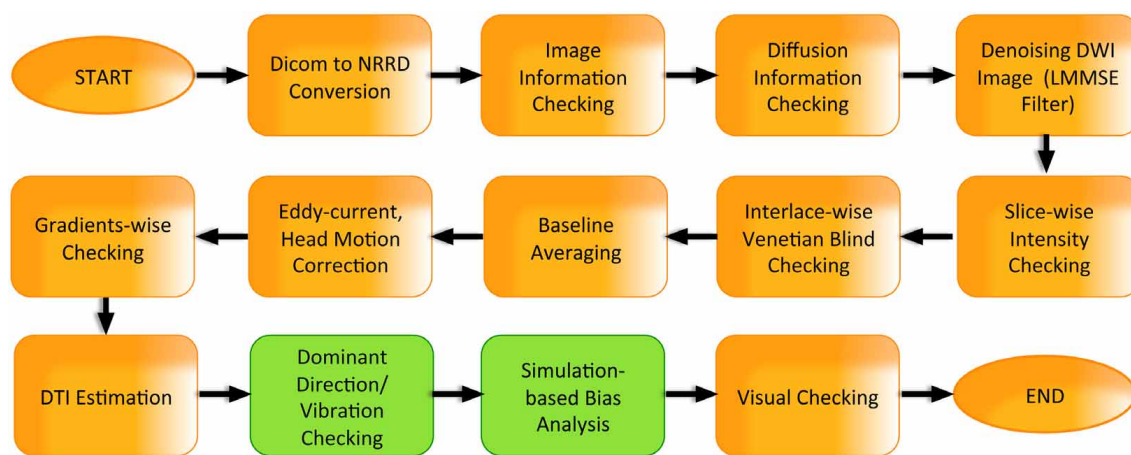 START
Dicom to NRRD
Conversion
Image
Information
Checking
Diffusion
Information
Checking
Denoising DWI
Image (LMMSE
Filter)
Slice-wise
Intensity
Checking
Interlace-wise
Venetian Blind
Checking
Baseline
Averaging
Eddy-current,
Head Motion
Correction
Gradients-wise
Checking
DTI Estimation
Dominant
Direction/
Vibration
Checking
Simulation-
based Bias
Analysis
Visual Checking
END